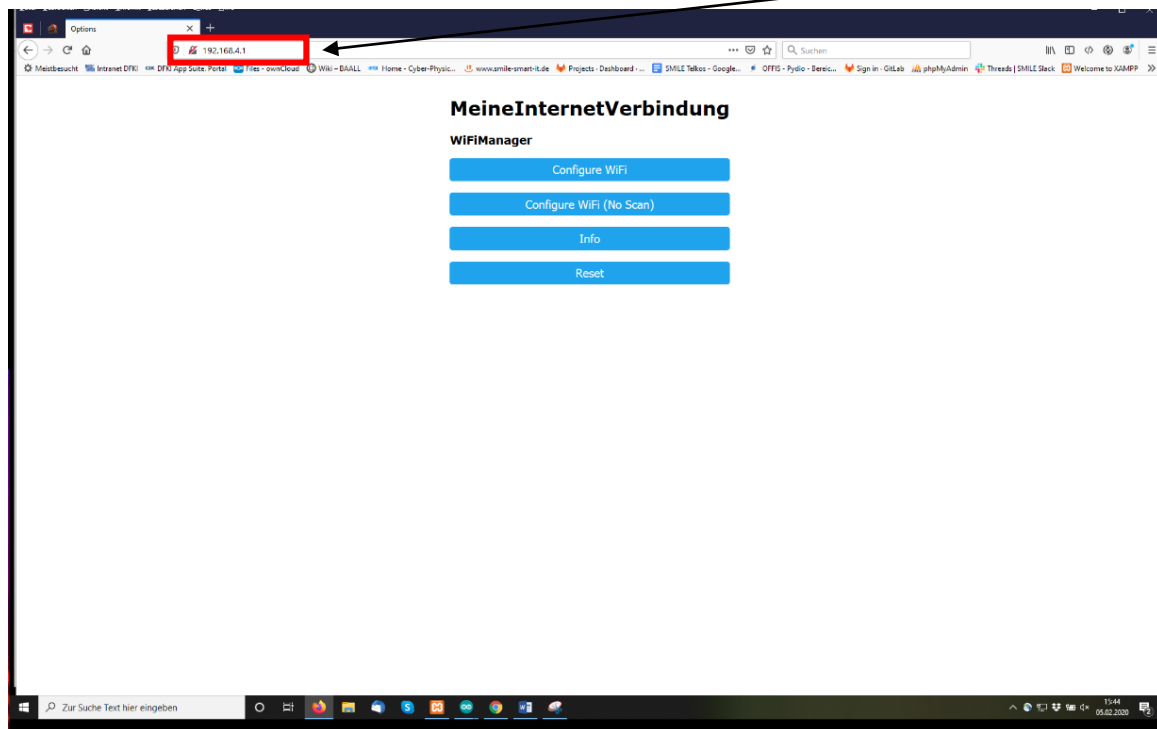 Options
192.168.4.1
Suchen
Meistbesucht Intranet DFKI DFKI App Suite. Portal Files - ownCloud Wiki – BAALL Home - Cyber-Physic... www.smile-smart-it.de Projects · Dashboard · ... SMILE Telkos - Google... OFFIS - Pydio - Bereic... Sign in · GitLab phpMyAdmin Threads | SMILE Slack Welcome to XAMPP
MeineInternetVerbindung
WiFiManager
Configure WiFi
Configure WiFi (No Scan)
Info
Reset
Zur Suche Text hier eingeben
15:44
05.02.2020